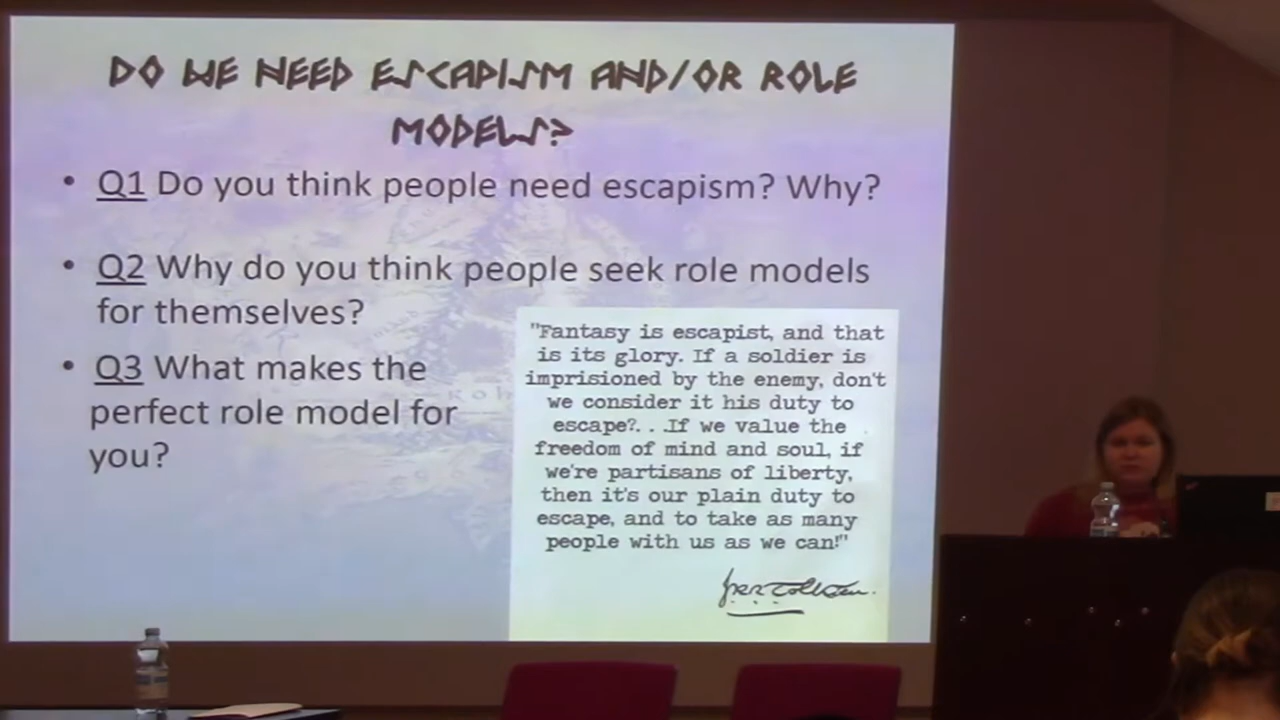 DO WE NEED ESCAPISM AND/OR ROLE
MODELS?
• Q1 Do you think people need escapism? Why?
• Q2 Why do you think people seek role models
for themselves?
• Q3 What makes the
perfect role model for
you?
"Fantasy is escapist, and that
is its glory. If a soldier is
imprisioned by the enemy, don't
we consider it his duty to
escape?. . .If we value the
freedom of mind and soul, if
we're partisans of liberty,
then it's our plain duty to
escape, and to take as many
people with us as we can!"
JRR Tolkien.